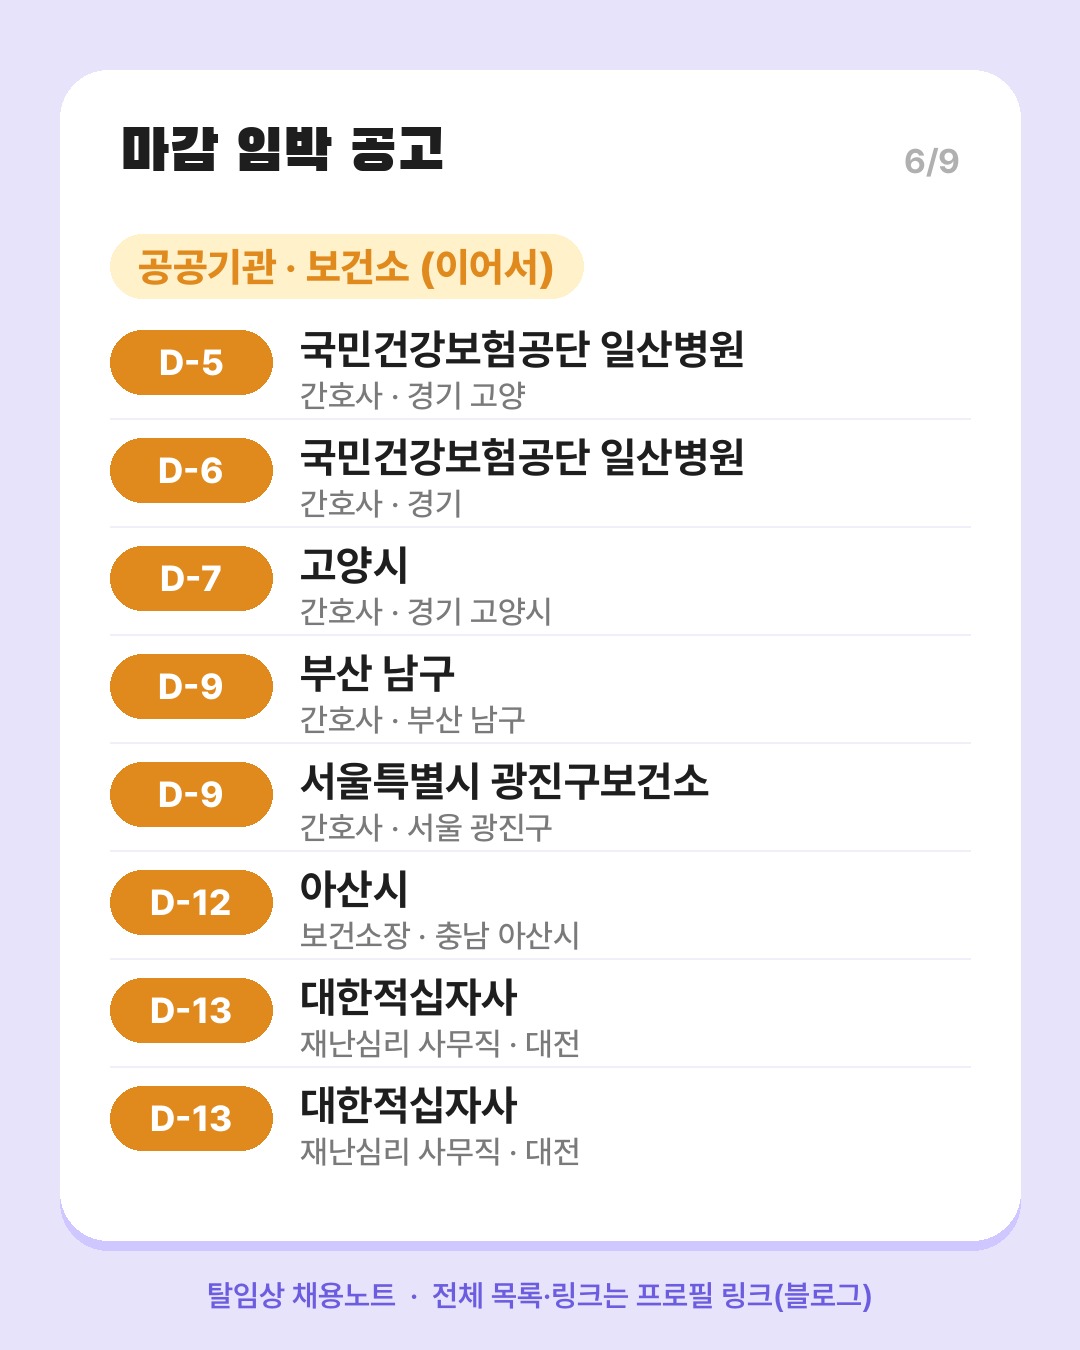 마감 임박 공고
6/9
공공기관 · 보건소 (이어서)
D-5
국민건강보험공단 일산병원
간호사 · 경기 고양
D-6
국민건강보험공단 일산병원
간호사 · 경기
D-7
고양시
간호사 · 경기 고양시
D-9
부산 남구
간호사 · 부산 남구
D-9
서울특별시 광진구보건소
간호사 · 서울 광진구
D-12
아산시
보건소장 · 충남 아산시
D-13
대한적십자사
재난심리 사무직 · 대전
D-13
대한적십자사
재난심리 사무직 · 대전
탈임상 채용노트 · 전체 목록·링크는 프로필 링크(블로그)